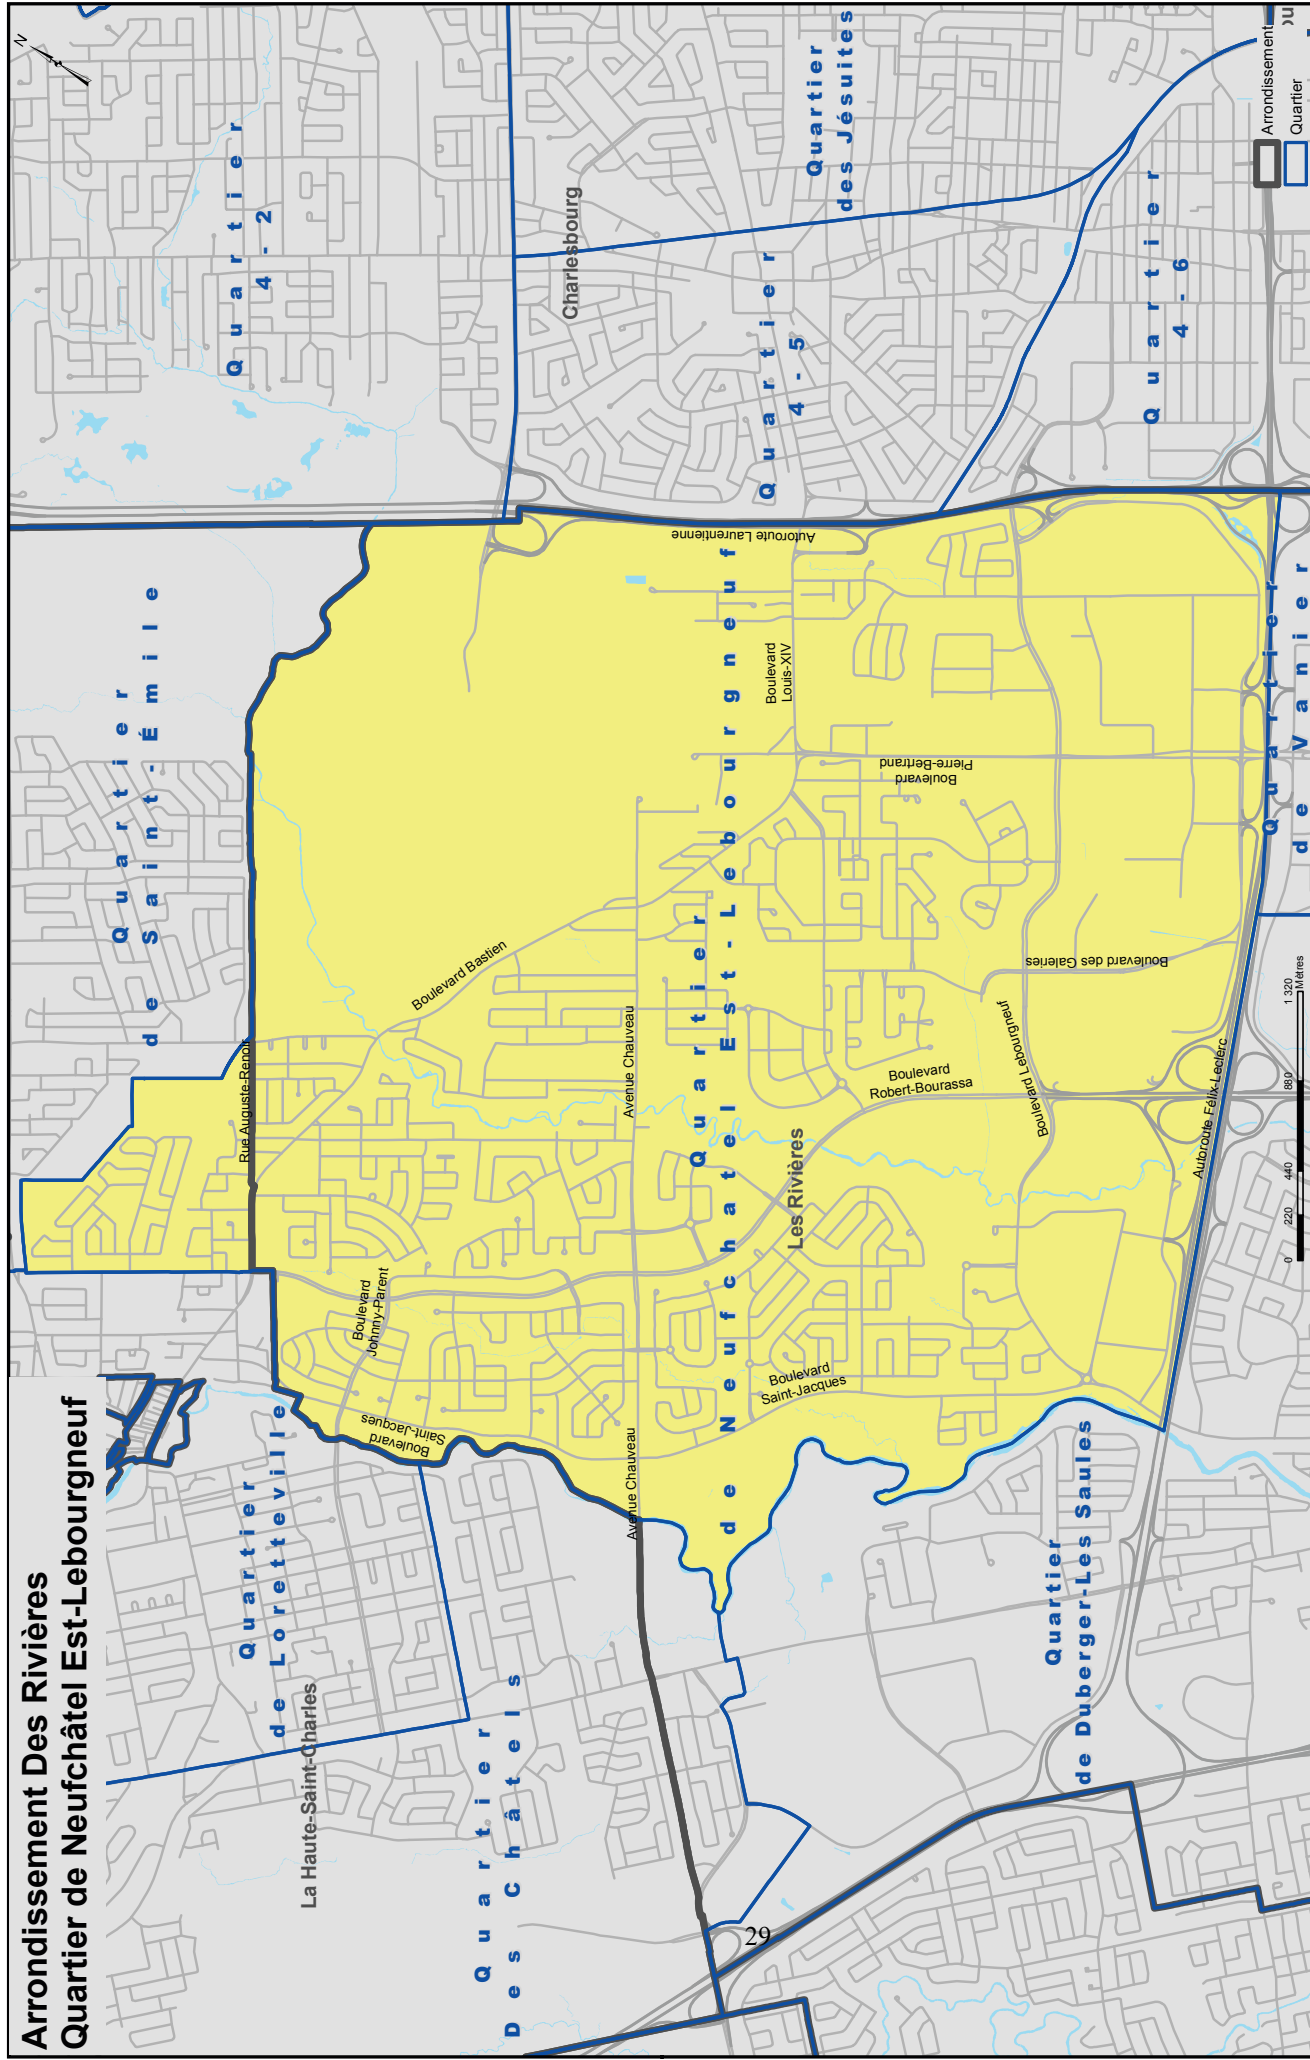 Arrondissement Des Rivières
Quartier de Neufchâtel Est-Lebourgneuf
N
Quartier
de Saint-Émile
Quartier
4-2
Quartier
de Loretteville
La Haute-Saint-Charles
Quartier
Des Châtels
Charlesbourg
Quartier
4-5
Quartier
des Jésuites
Quartier
4-6
Quartier
de Neufchatel Est-Lebourgneuf
Les Rivières
Quartier
de Duberger-Les Saules
Quartier
de Vanier
Rue Auguste-Renoir
Boulevard Bastien
Boulevard
Johnny-Parent
Boulevard
Saint-Jacques
Avenue Chauveau
Avenue Chauveau
Autoroute Laurentienne
Boulevard
Louis-XIV
Boulevard
Pierre-Bertrand
Boulevard
Saint-Jacques
Boulevard
Robert-Bourassa
Boulevard Lebourgneuf
Boulevard des Galeries
Autoroute Félix-Leclerc
0 220 440 880 1 320
Mètres
Arrondissement
Quartier
29